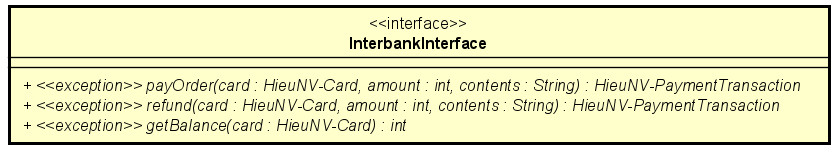 <<interface>>
InterbankInterface
+ <<exception>> payOrder(card : HieuNV-Card, amount : int, contents : String) : HieuNV-PaymentTransaction
+ <<exception>> refund(card : HieuNV-Card, amount : int, contents : String) : HieuNV-PaymentTransaction
+ <<exception>> getBalance(card : HieuNV-Card) : int